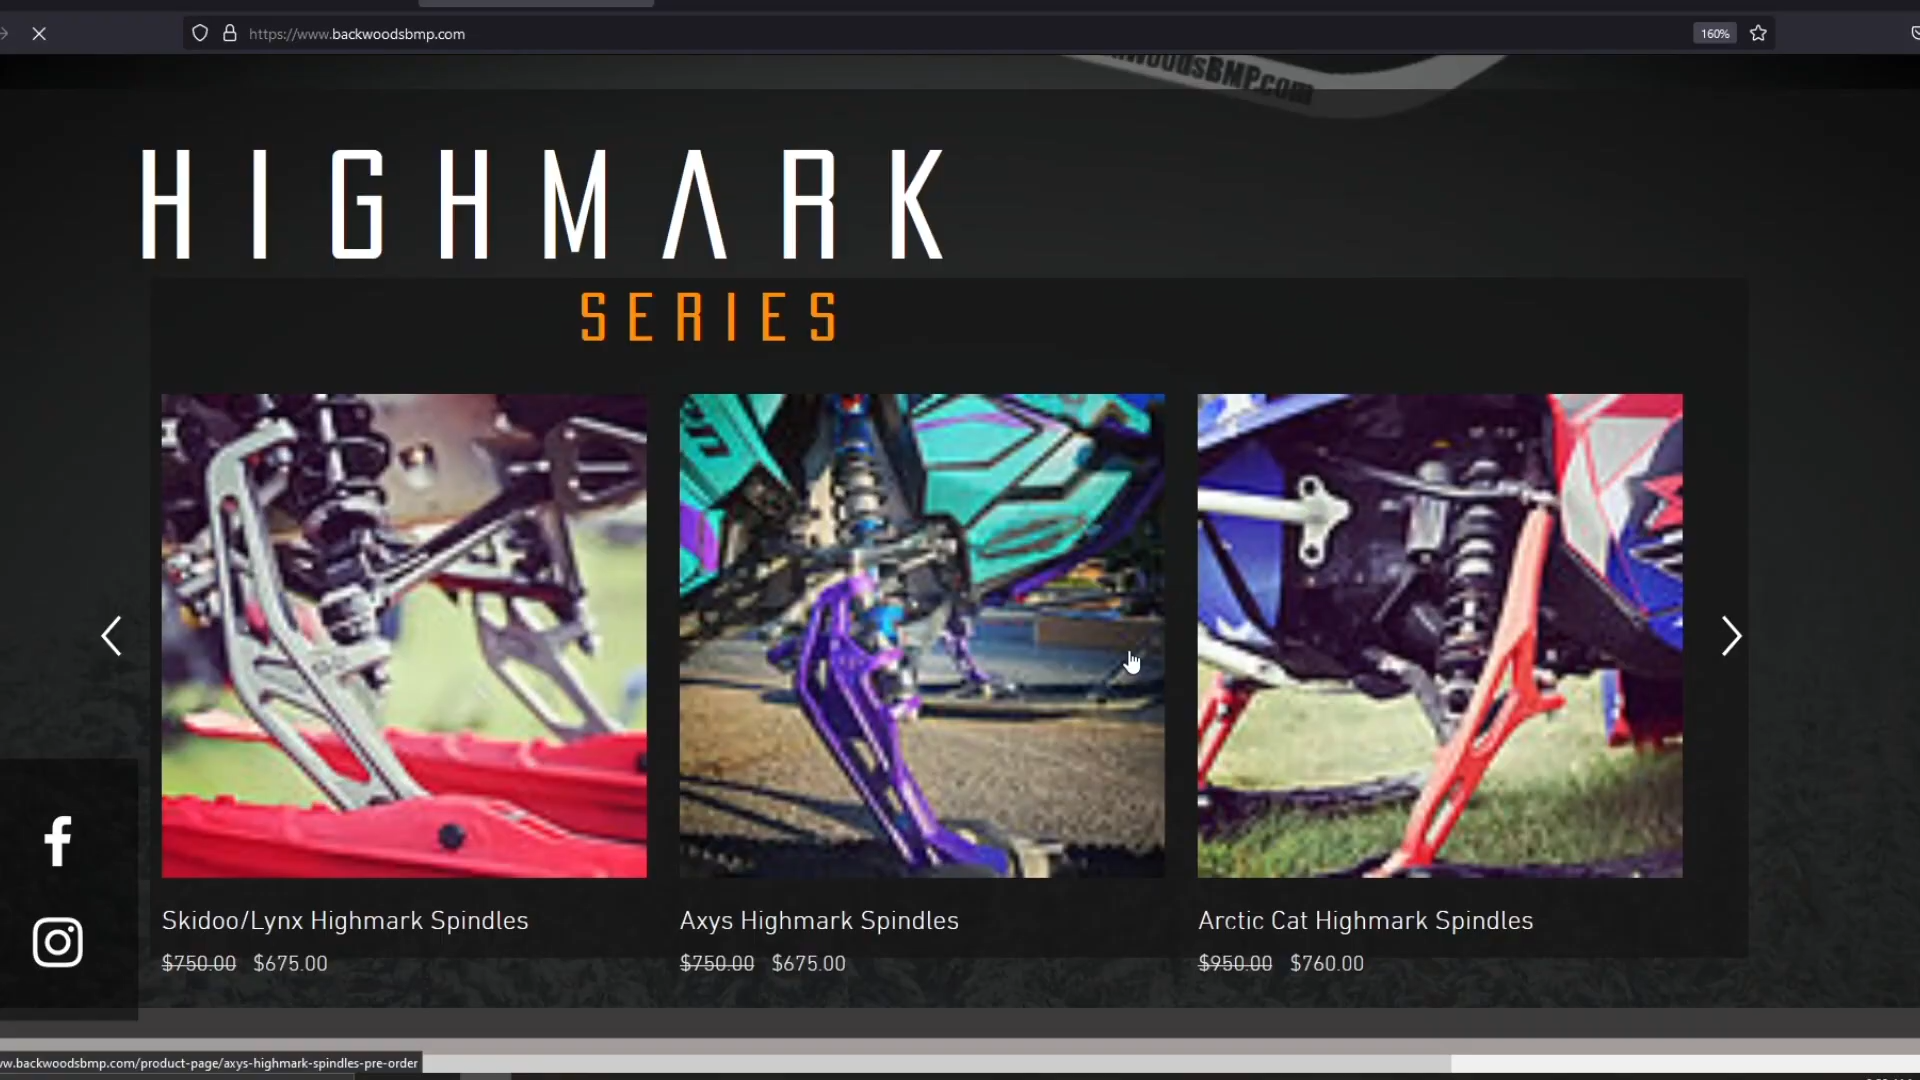 https://www.backwoodsbmp.com
160%
woodsBMP.com
HIGHMARK
SERIES
Skidoo/Lynx Highmark Spindles
$750.00 $675.00
Axys Highmark Spindles
$750.00 $675.00
Arctic Cat Highmark Spindles
$950.00 $760.00
w.backwoodsbmp.com/product-page/axys-highmark-spindles-pre-order